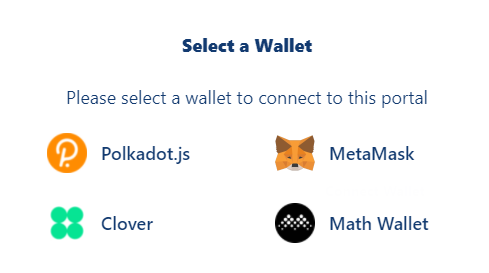 Select a Wallet
Please select a wallet to connect to this portal
Polkadot.js
MetaMask
Clover
Math Wallet